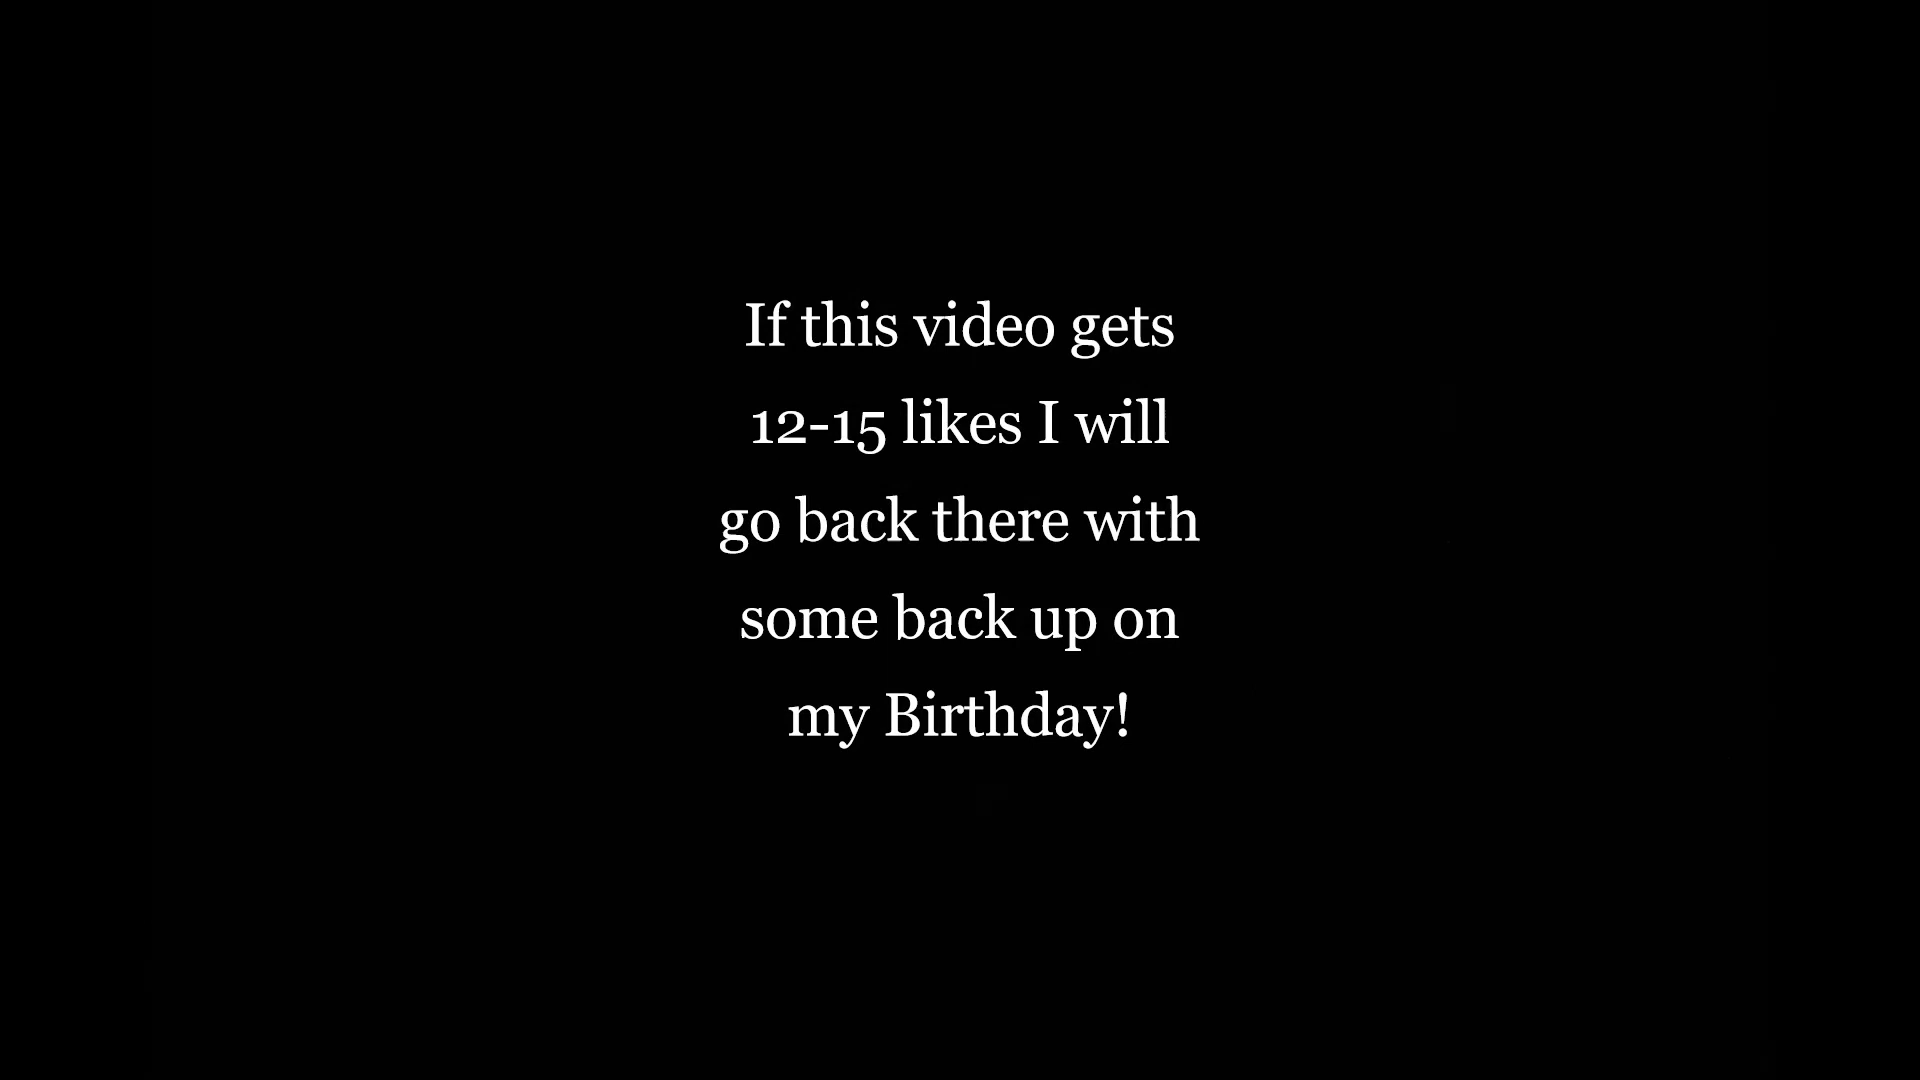 If this video gets
12-15 likes I will
go back there with
some back up on
my Birthday!